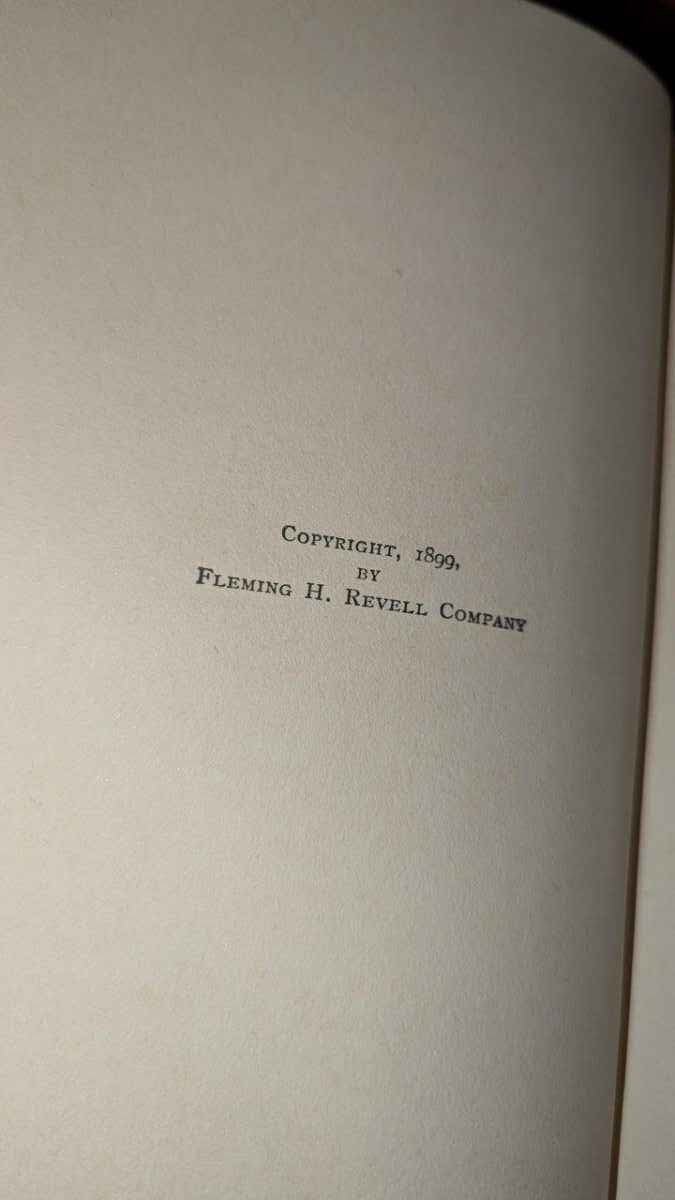 Copyright, 1899,
by
Fleming H. Revell Company